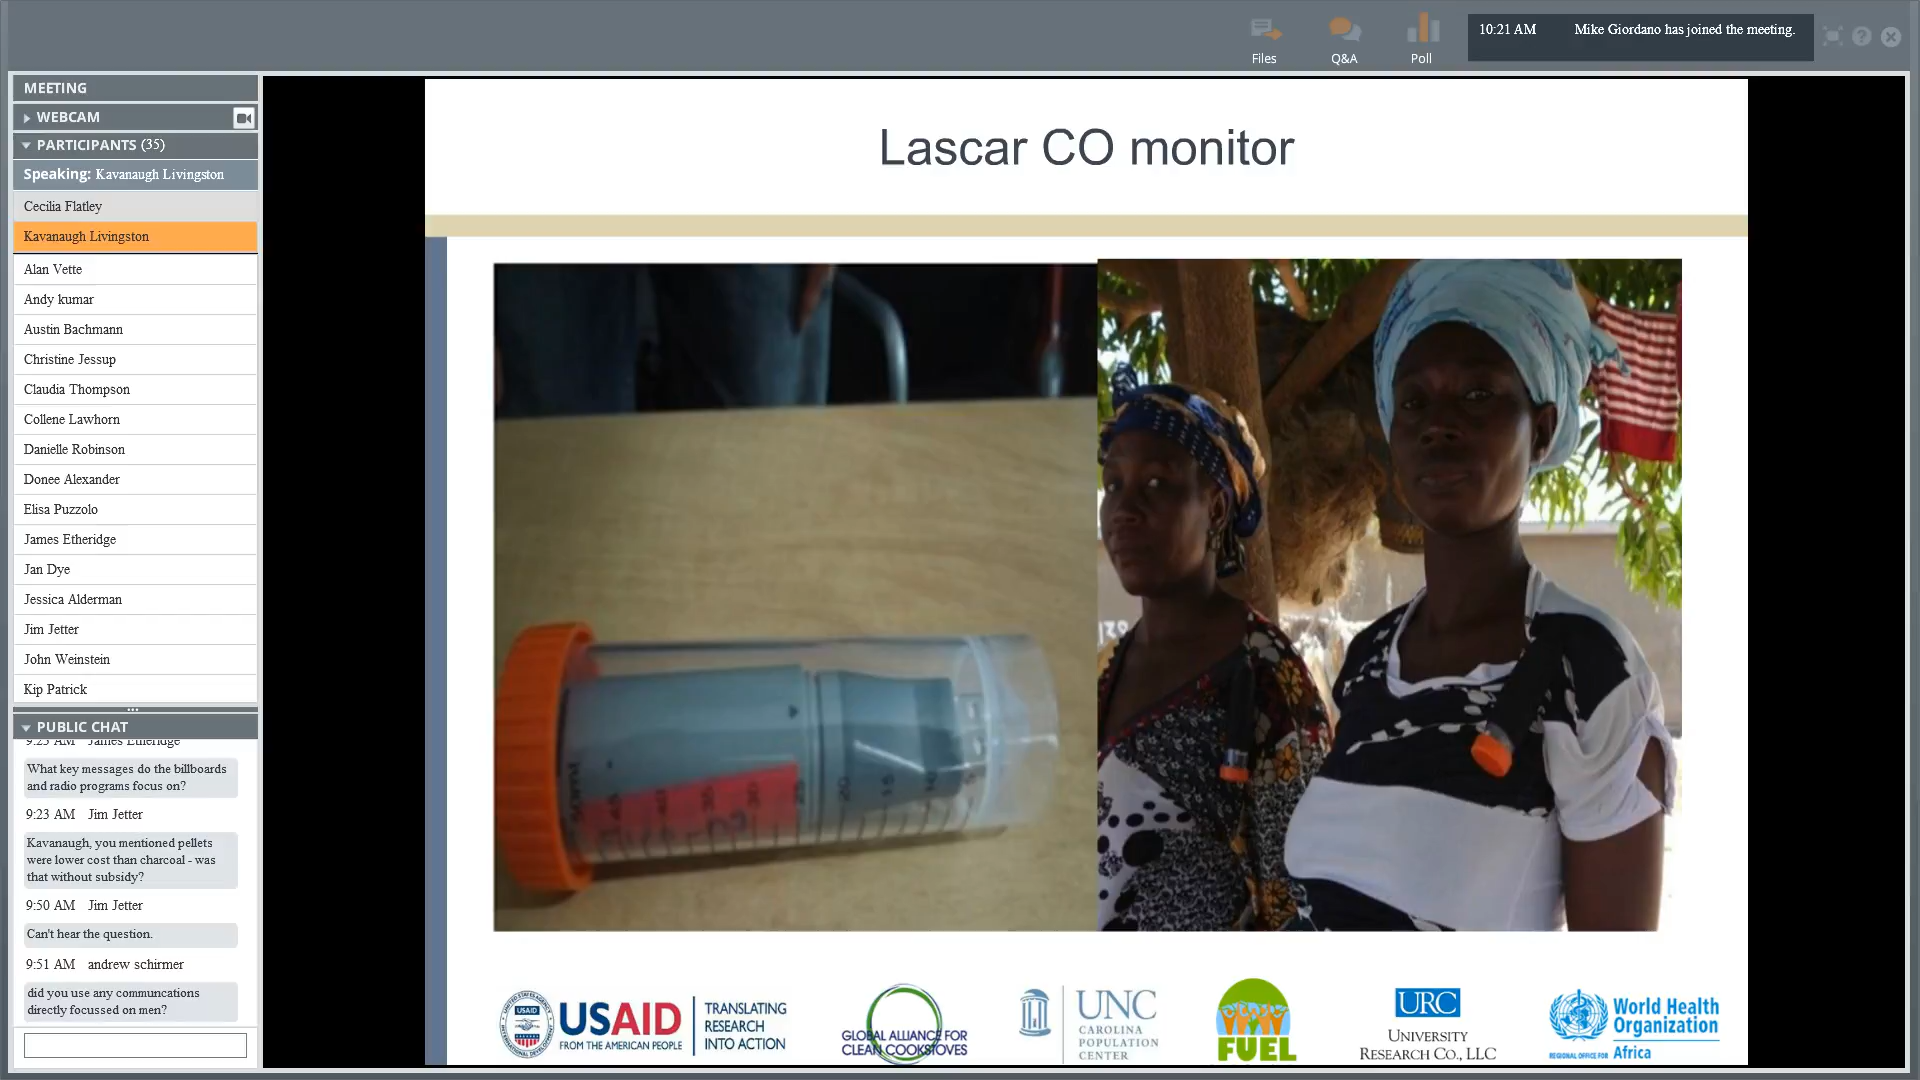 Files
Q&A
Poll
10:21 AM Mike Giordano has joined the meeting.
MEETING
WEBCAM
PARTICIPANTS (35)
Speaking: Kavanaugh Livingston
Cecilia Flatley
Kavanaugh Livingston
Alan Vette
Andy kumar
Austin Bachmann
Christine Jessup
Claudia Thompson
Collene Lawhorn
Danielle Robinson
Donee Alexander
Elisa Puzzolo
James Etheridge
Jan Dye
Jessica Alderman
Jim Jetter
John Weinstein
Kip Patrick
PUBLIC CHAT
9:23 AM James Etheridge
What key messages do the billboards
and radio programs focus on?
9:23 AM Jim Jetter
Kavanaugh, you mentioned pellets
were lower cost than charcoal - was
that without subsidy?
9:50 AM Jim Jetter
Can't hear the question.
9:51 AM andrew schirmer
did you use any communcations
directly focussed on men?
Lascar CO monitor
USAID
USAID
FROM THE AMERICAN PEOPLE
TRANSLATING
RESEARCH
INTO ACTION
GLOBAL ALLIANCE FOR
CLEAN COOKSTOVES
UNC
CAROLINA
POPULATION
CENTER
FUEL
URC
UNIVERSITY
RESEARCH CO., LLC
World Health
Organization
REGIONAL OFFICE FOR Africa